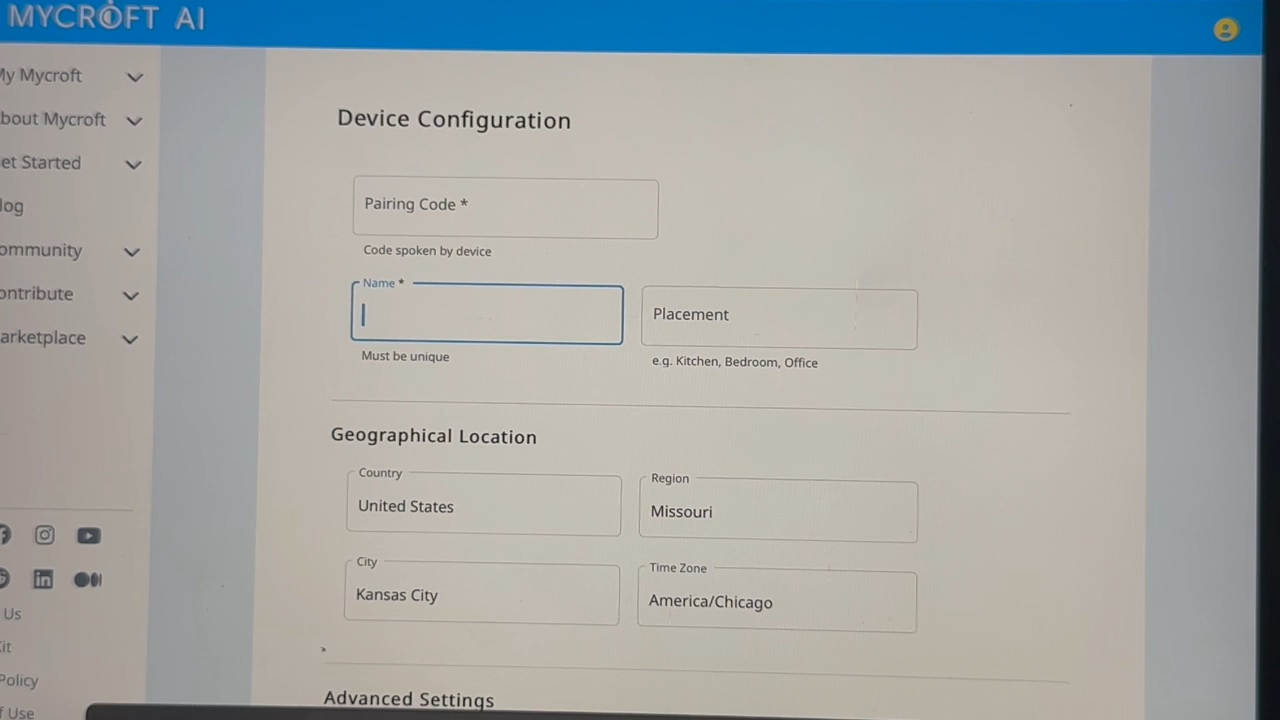 MYCROFT AI
My Mycroft
bout Mycroft
et Started
log
ommunity
ontribute
arketplace
Us
it
Policy
f Use
Device Configuration
Pairing Code *
Code spoken by device
Name *
Must be unique
Placement
e.g. Kitchen, Bedroom, Office
Geographical Location
Country
United States
Region
Missouri
City
Kansas City
Time Zone
America/Chicago
Advanced Settings